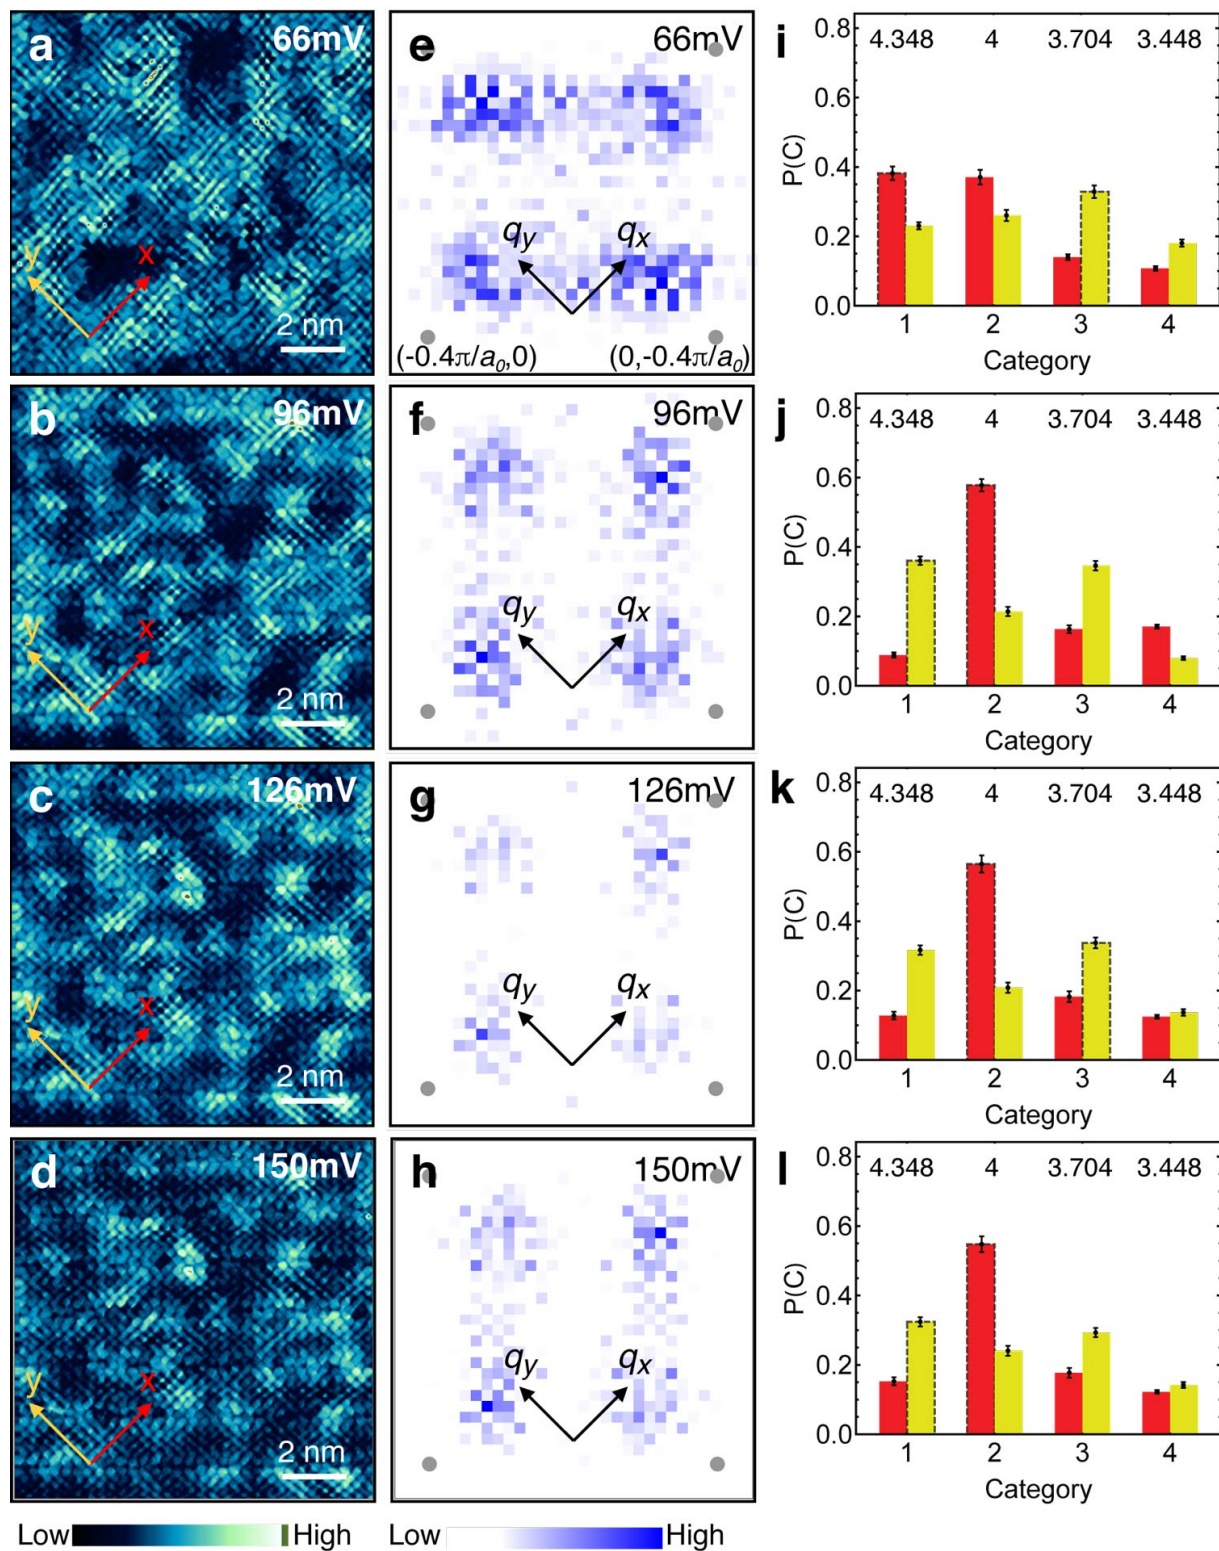 a 66mV
y x
2 nm
e 66mV
qy qx
(-0.4π/a0,0) (0,-0.4π/a0)
i 4.348 4 3.704 3.448
0.8
0.6
0.4
0.2
0.0
P(C)
1 2 3 4
Category
b 96mV
y x
2 nm
f 96mV
qy qx
j 4.348 4 3.704 3.448
0.8
0.6
0.4
0.2
0.0
P(C)
1 2 3 4
Category
c 126mV
y x
2 nm
g 126mV
qy qx
k 4.348 4 3.704 3.448
0.8
0.6
0.4
0.2
0.0
P(C)
1 2 3 4
Category
d 150mV
y x
2 nm
h 150mV
qy qx
l 4.348 4 3.704 3.448
0.8
0.6
0.4
0.2
0.0
P(C)
1 2 3 4
Category
Low High
Low High